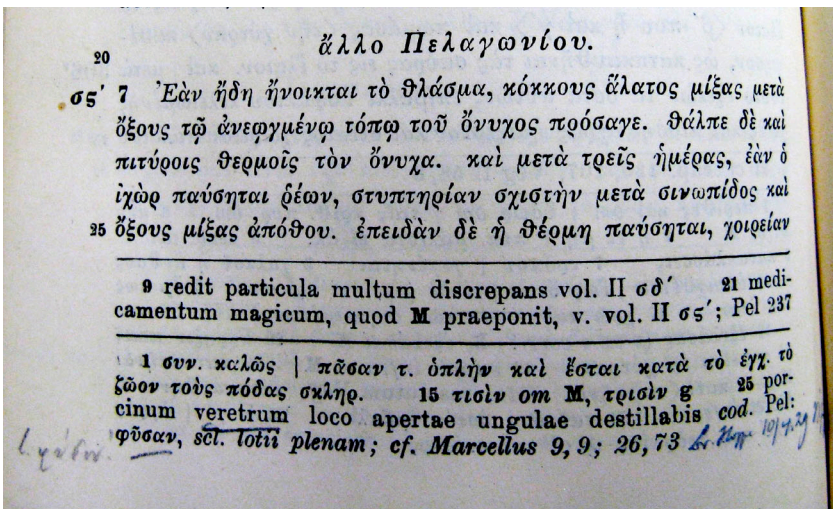 20 ἄλλο Πελαγωνίου.
σϛʹ 7 Ἐὰν ἤδη ἤνοικται τὸ θλάσμα, κόκκους ἅλατος μίξας μετὰ
ὄξους τῷ ἀνεῳγμένῳ τόπῳ τοῦ ὄνυχος πρόσαγε. θάλπε δὲ καὶ
πιτύροις θερμοῖς τὸν ὄνυχα. καὶ μετὰ τρεῖς ἡμέρας, ἐὰν ὁ
ἰχὼρ παύσηται ῥέων, στυπτηρίαν σχιστὴν μετὰ σινωπίδος καὶ
25 ὄξους μίξας ἀπόθου. ἐπειδὰν δὲ ἡ θέρμη παύσηται, χοιρείαν
9 redit particula multum discrepans vol. II σδʹ 21 medi-
camentum magicum, quod M praeponit, v. vol. II σϛʹ; Pel 237
1 συν. καλῶς | πᾶσαν τ. ὁπλὴν καὶ ἔσται κατὰ τὸ ἐγχ. τὸ
ζῶον τοὺς πόδας σκληρ. 15 τισὶν om M, τρισὶν g 25 por-
cinum veretrum loco apertae ungulae destillabis cod. Pel:
φῦσαν, scl. lotii plenam; cf. Marcellus 9, 9; 26, 73